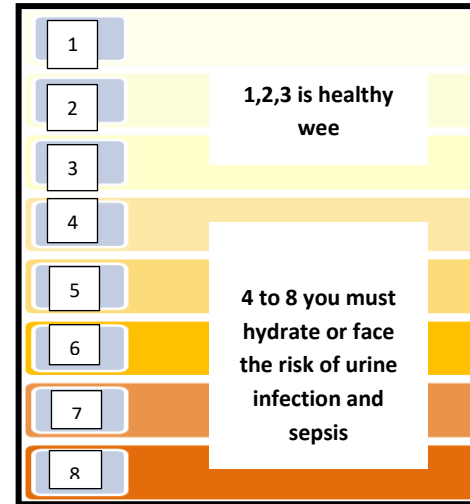 1
2
1,2,3 is healthy
wee
3
4
5
4 to 8 you must
hydrate or face
6
the risk of urine
infection and
7
sepsis
8